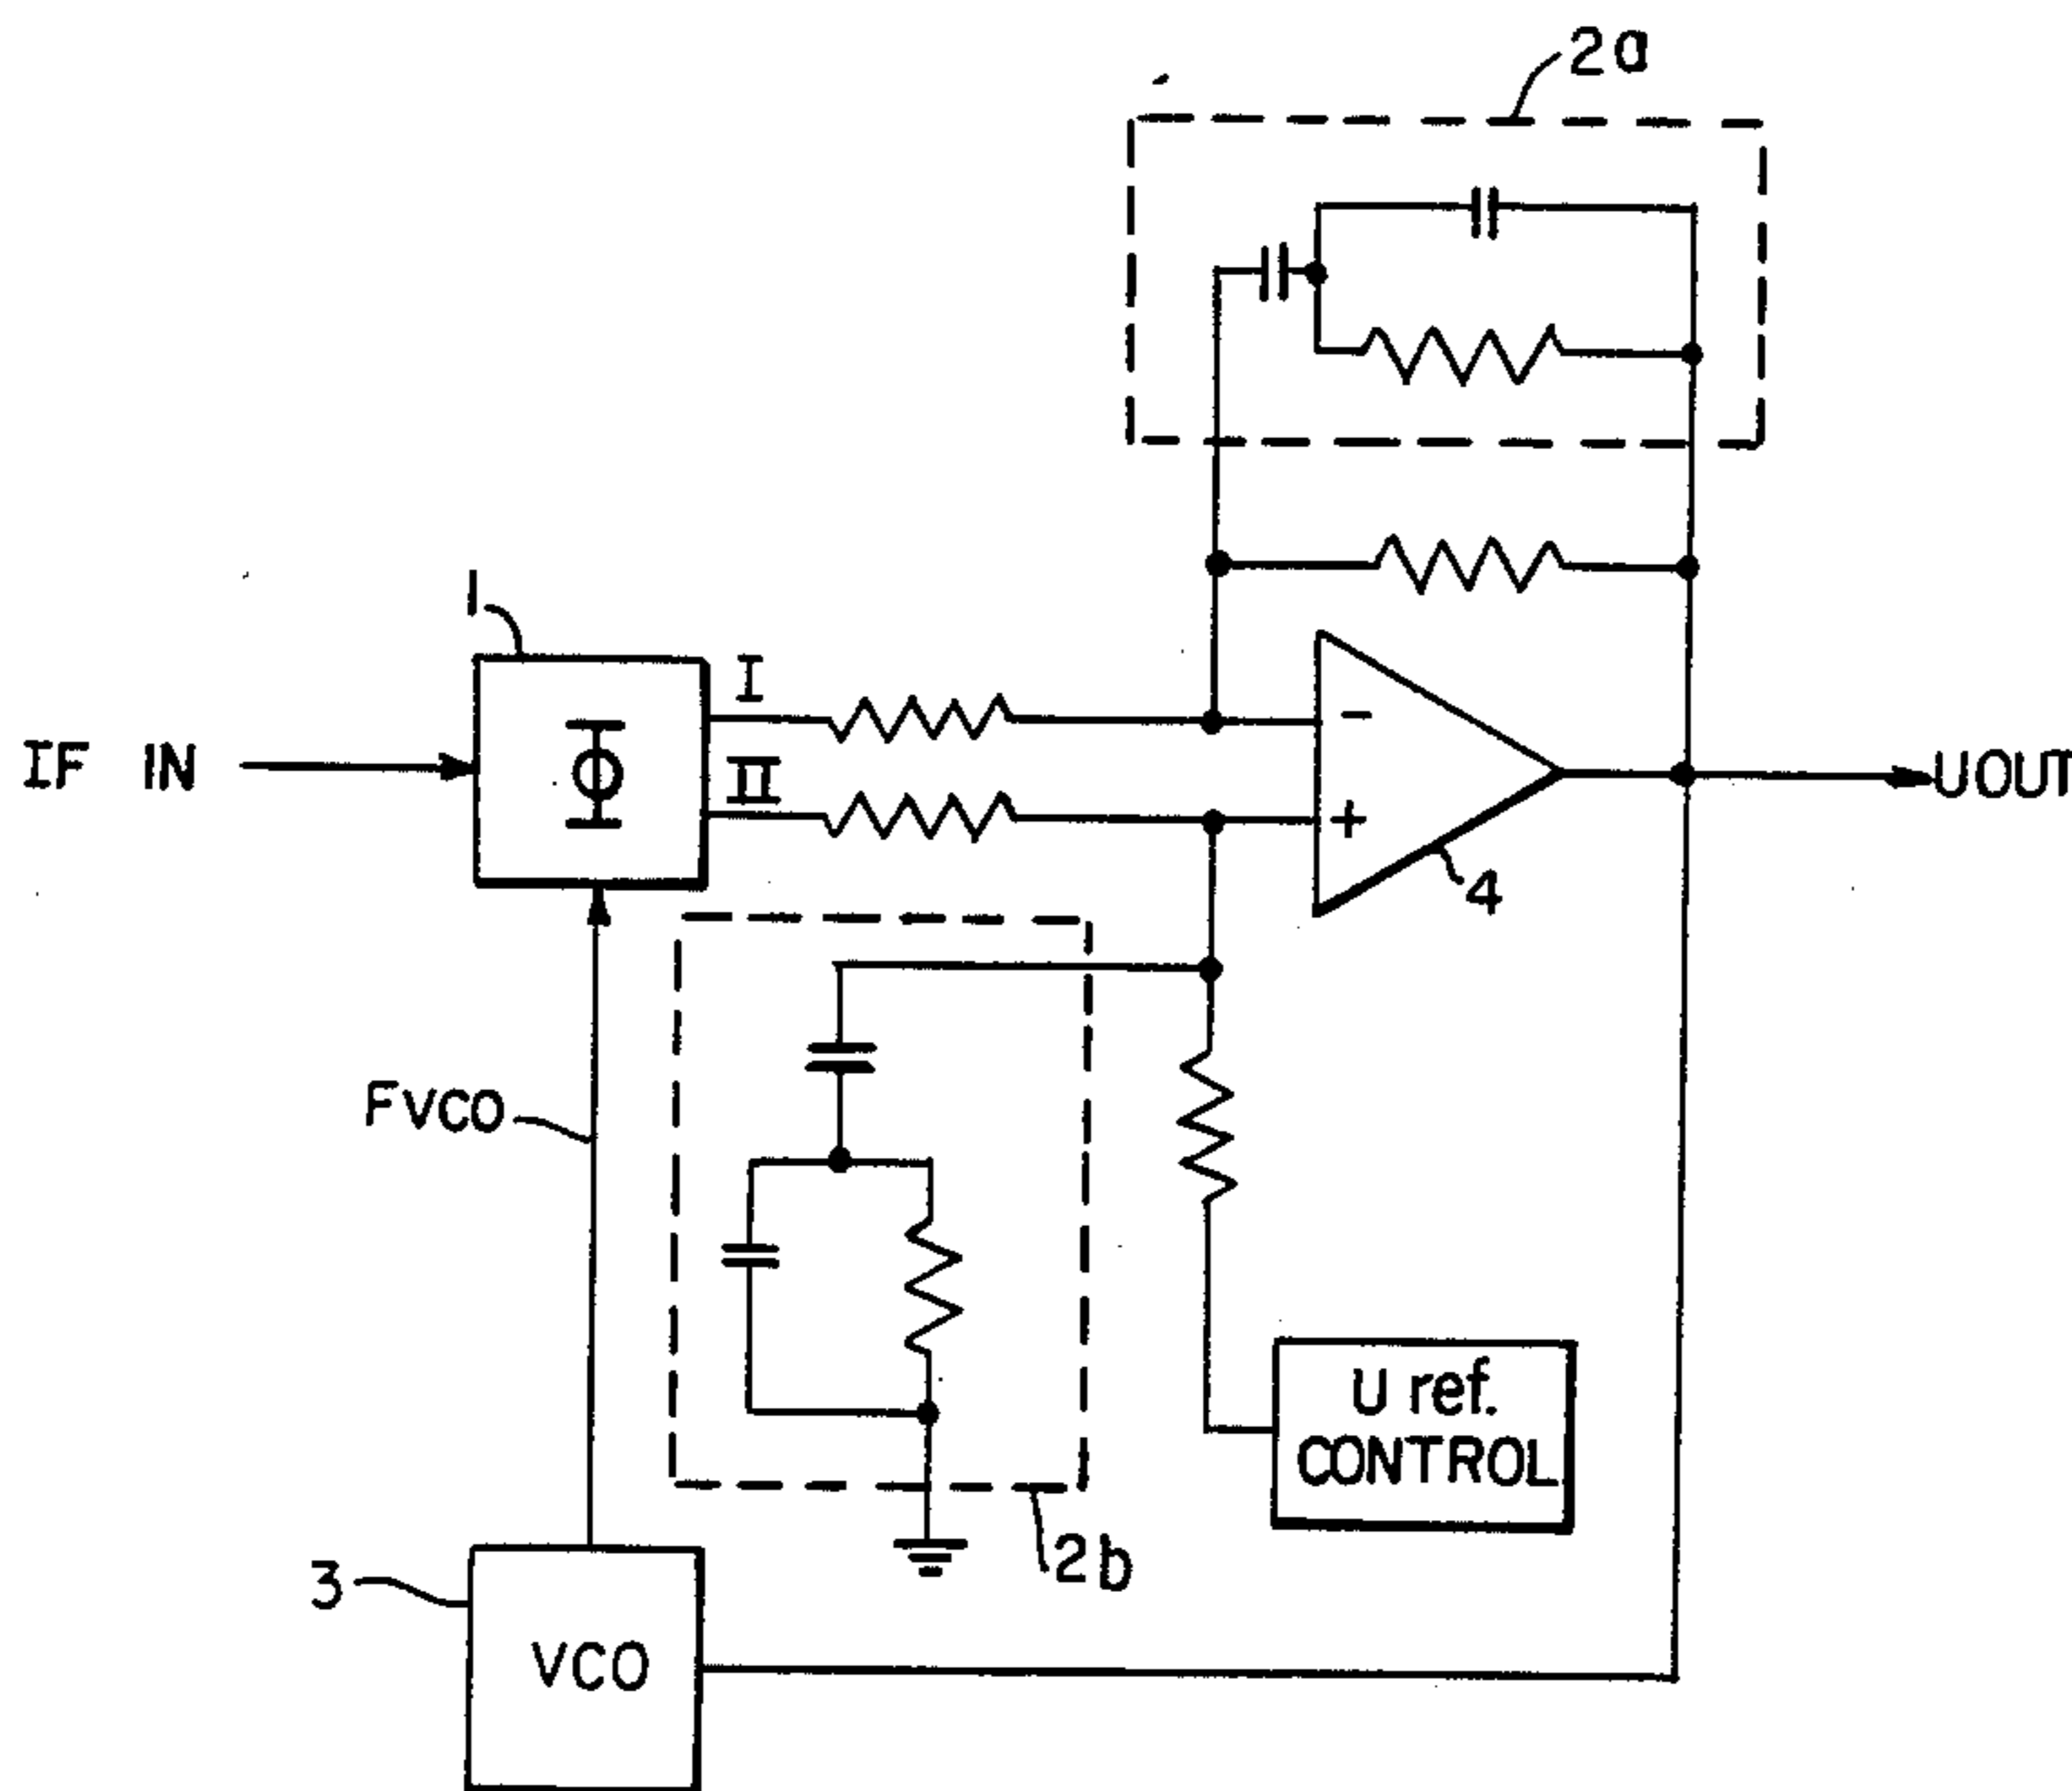 2a
1
I
IF IN
Φ
II
-
+
UOUT
4
FVCO
U ref.
CONTROL
2b
3
VCO